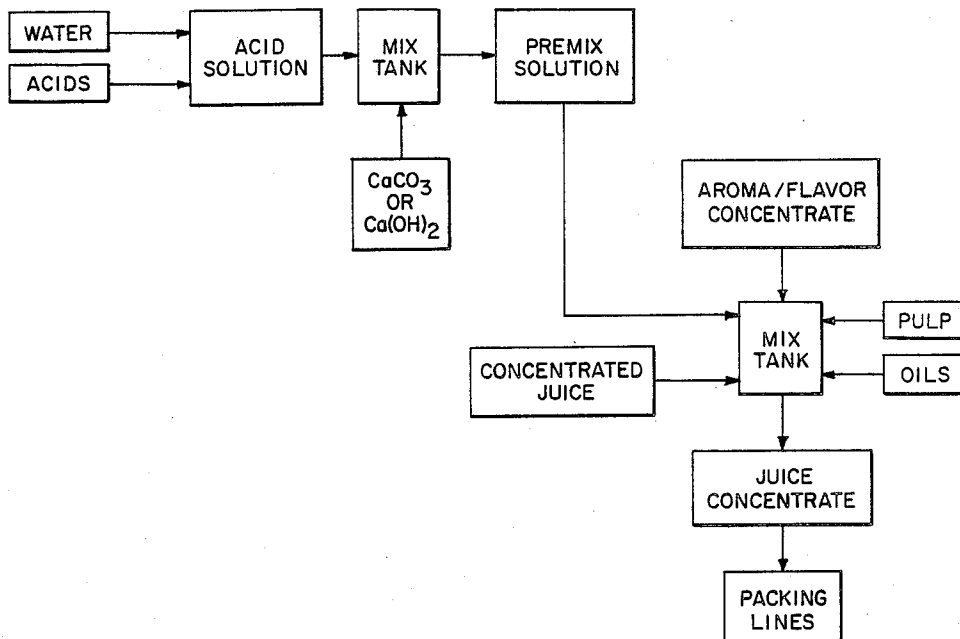 WATER
ACIDS
ACID
SOLUTION
MIX
TANK
PREMIX
SOLUTION
CaCO3
OR
Ca(OH)2
AROMA/FLAVOR
CONCENTRATE
PULP
MIX
TANK
CONCENTRATED
JUICE
OILS
JUICE
CONCENTRATE
PACKING
LINES